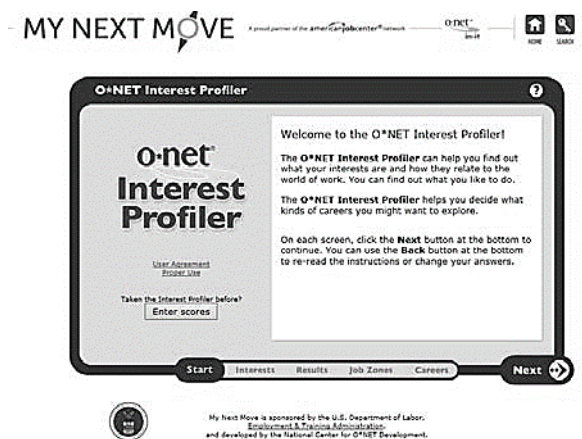 MY NEXT MOVE
A proud partner of the americanjobcenter® network
o·net™
in-it
HOME
SEARCH
O*NET Interest Profiler
?
o·net®
Interest
Profiler
User Agreement
Proper Use
Taken the Interest Profiler before?
Enter scores
Welcome to the O*NET Interest Profiler!
The O*NET Interest Profiler can help you find out
what your interests are and how they relate to the
world of work. You can find out what you like to do.
The O*NET Interest Profiler helps you decide what
kinds of careers you might want to explore.
On each screen, click the Next button at the bottom to
continue. You can use the Back button at the bottom
to re-read the instructions or change your answers.
Start
Interests
Results
Job Zones
Careers
Next
My Next Move is sponsored by the U.S. Department of Labor,
Employment & Training Administration,
and developed by the National Center for O*NET Development.